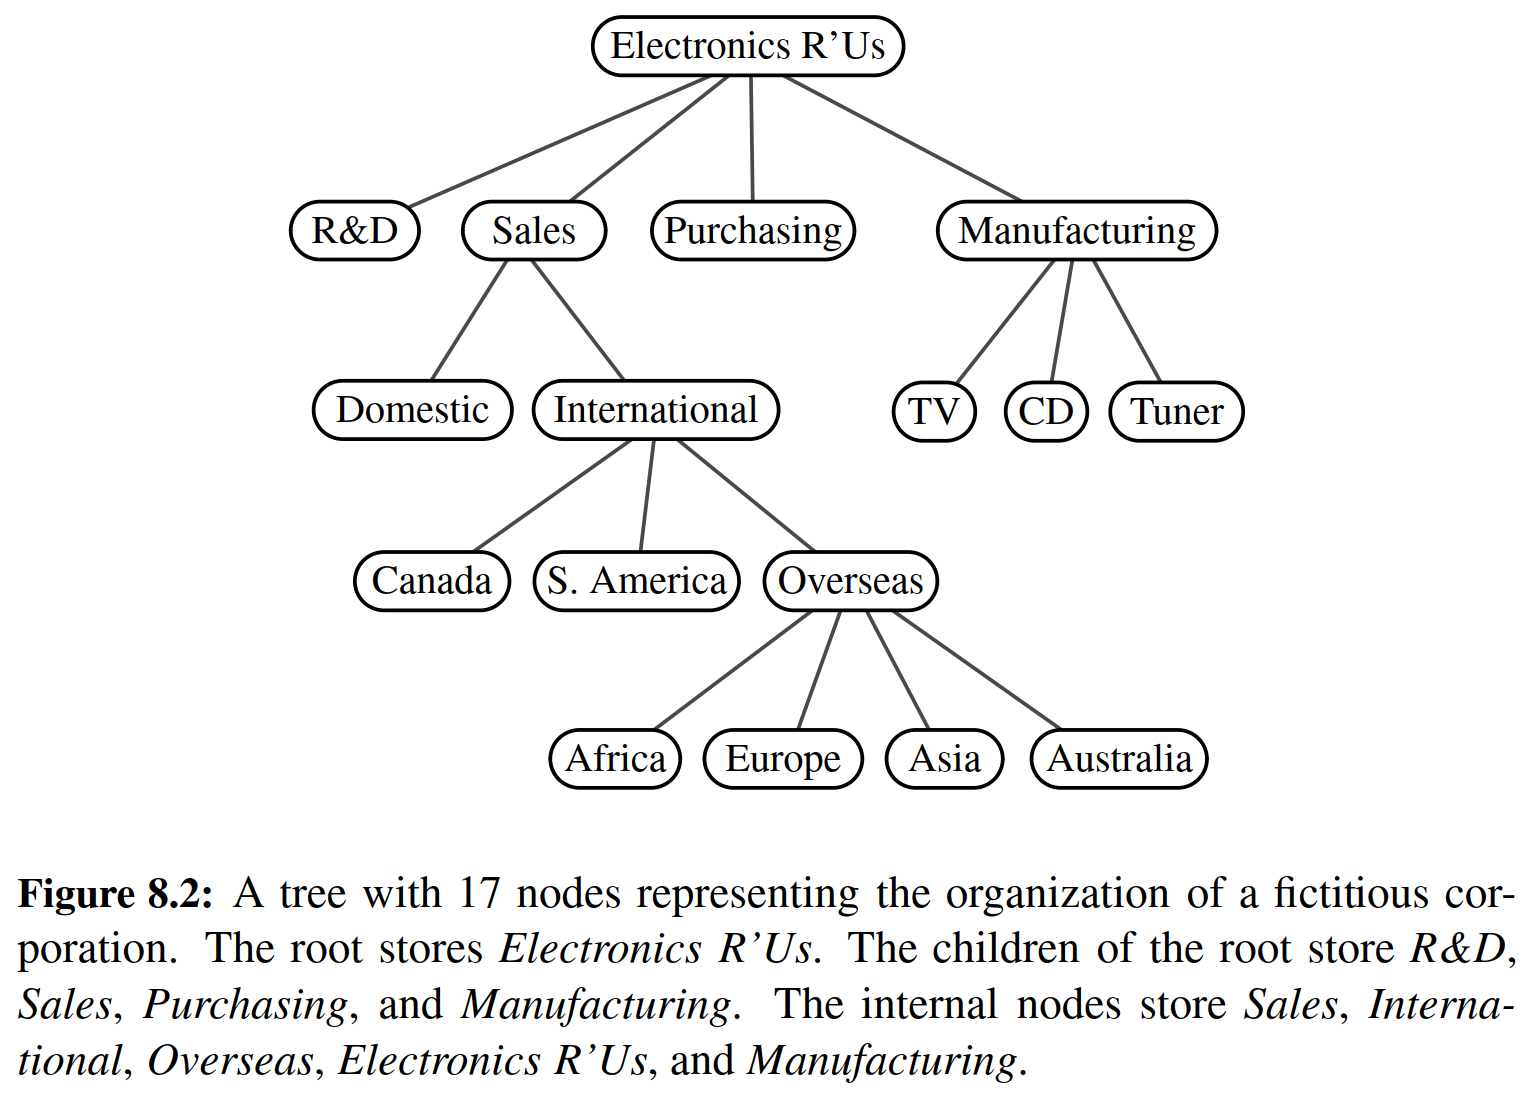 Electronics R’Us
R&D Sales Purchasing Manufacturing
Domestic International TV CD Tuner
Canada S. America Overseas
Africa Europe Asia Australia
Figure 8.2: A tree with 17 nodes representing the organization of a fictitious cor-
poration. The root stores Electronics R’Us. The children of the root store R&D,
Sales, Purchasing, and Manufacturing. The internal nodes store Sales, Interna-
tional, Overseas, Electronics R’Us, and Manufacturing.